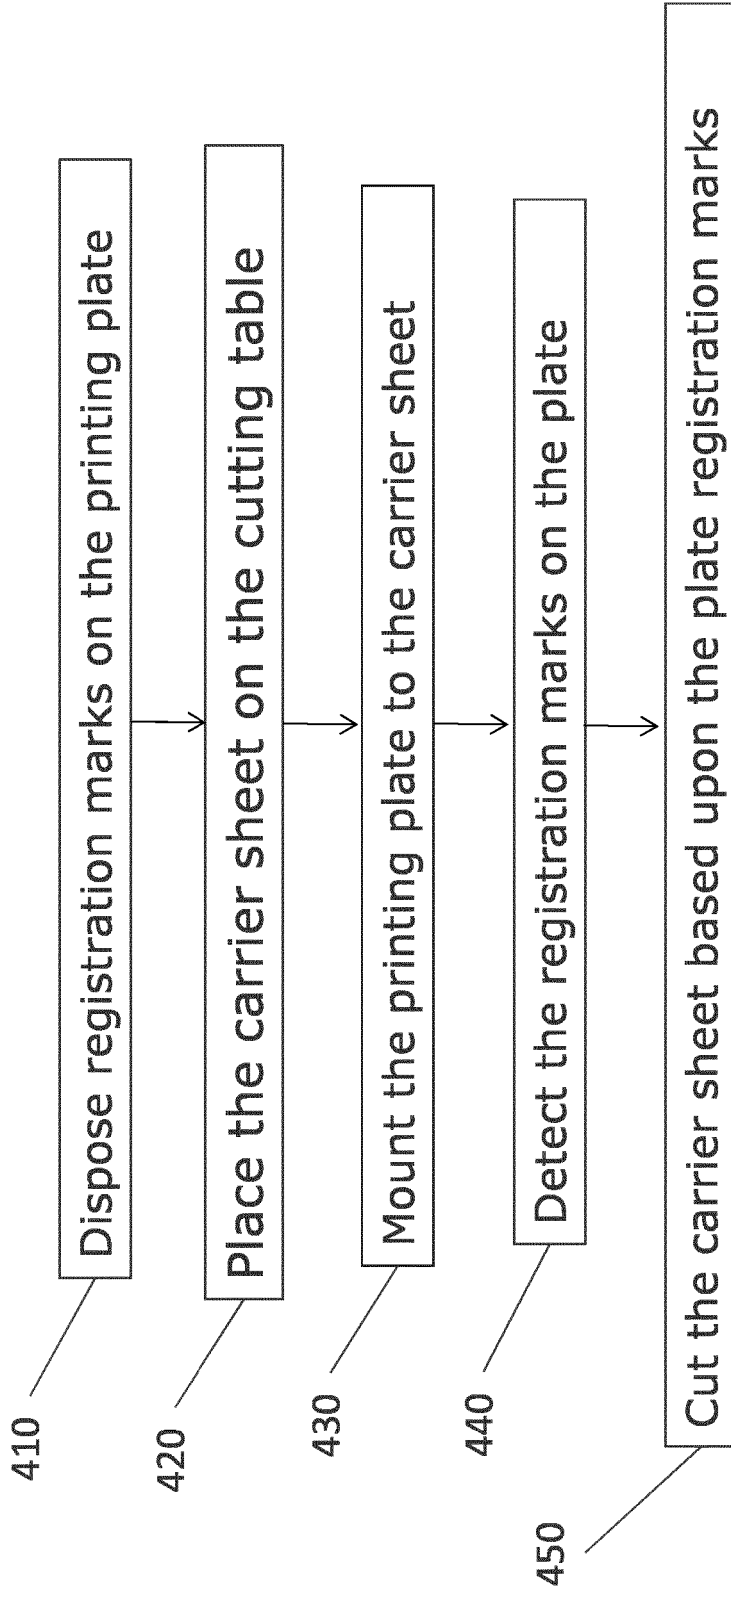 410
Dispose registration marks on the printing plate
420
Place the carrier sheet on the cutting table
430
Mount the printing plate to the carrier sheet
440
Detect the registration marks on the plate
450
Cut the carrier sheet based upon the plate registration marks